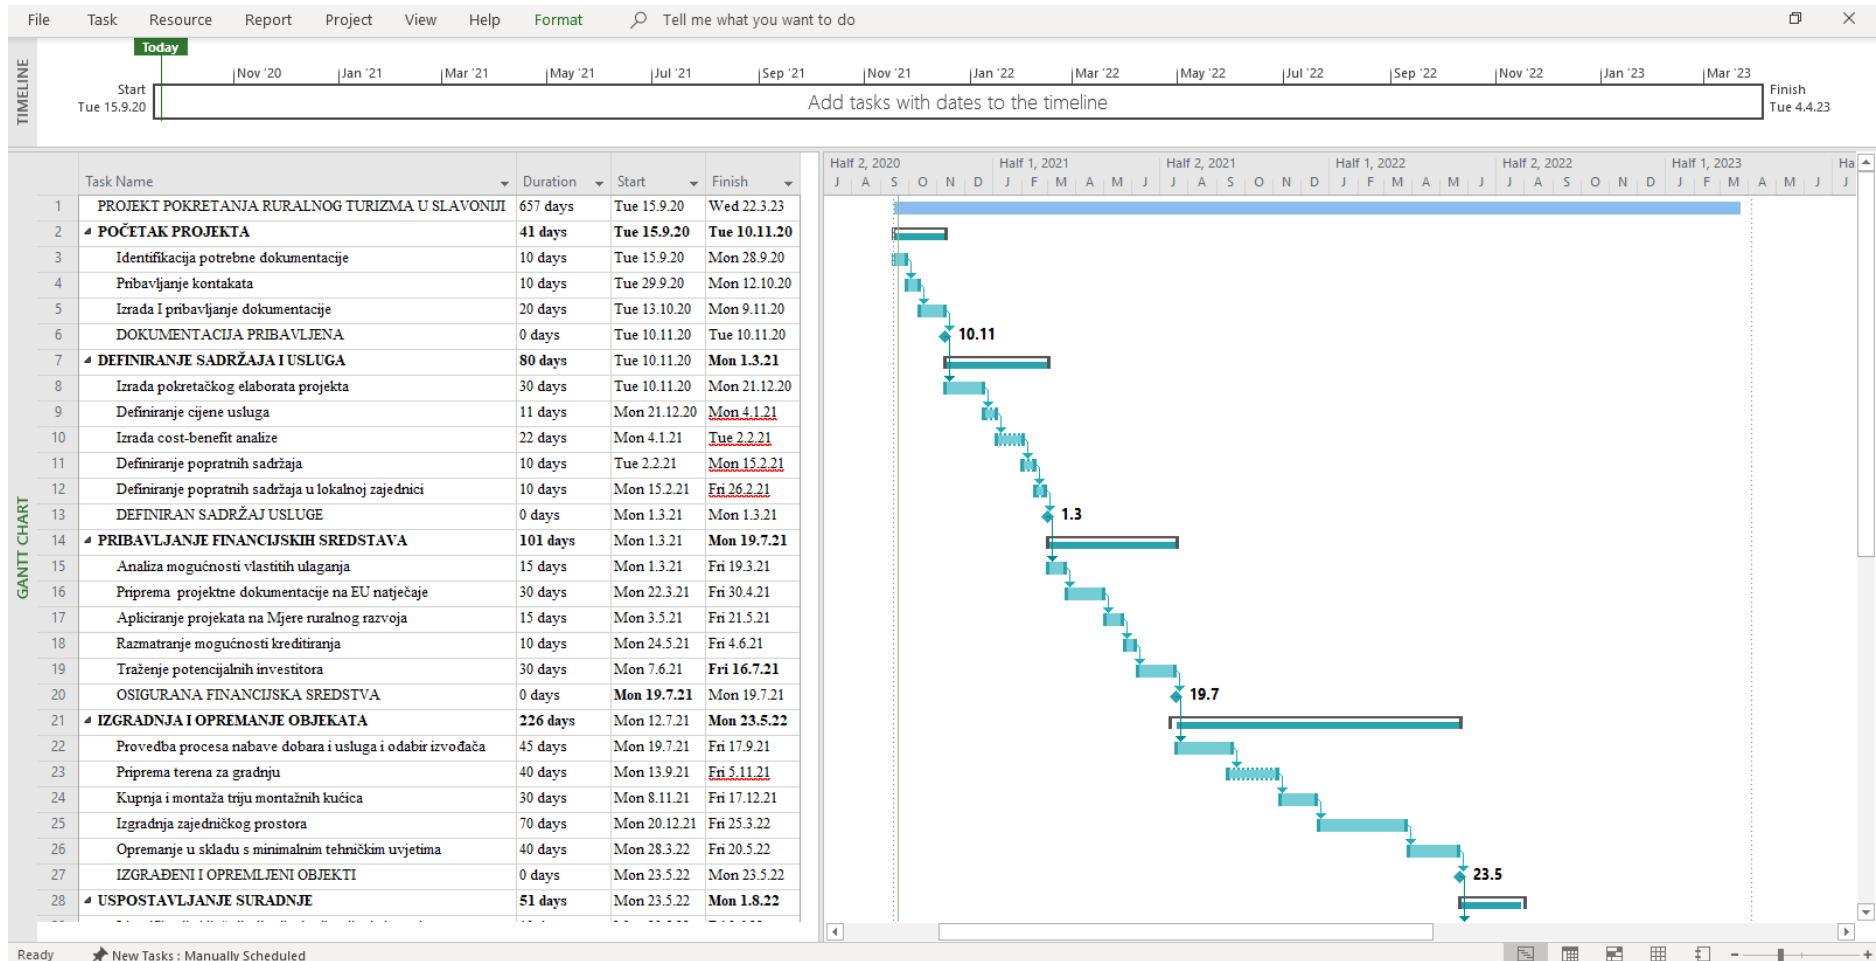 File Task Resource Report Project View Help Format Tell me what you want to do
Today
TIMELINE
Nov '20 Jan '21 Mar '21 May '21 Jul '21 Sep '21 Nov '21 Jan '22 Mar '22 May '22 Jul '22 Sep '22 Nov '22 Jan '23 Mar '23
Start
Tue 15.9.20
Add tasks with dates to the timeline
Finish
Tue 4.4.23
Half 2, 2020 Half 1, 2021 Half 2, 2021 Half 1, 2022 Half 2, 2022 Half 1, 2023 Ha
Task Name Duration Start Finish
J A S O N D J F M A M J J A S O N D J F M A M J J A S O N D J F M A M J J
GANTT CHART
1 PROJEKT POKRETANJA RURALNOG TURIZMA U SLAVONIJI 657 days Tue 15.9.20 Wed 22.3.23
2 POČETAK PROJEKTA 41 days Tue 15.9.20 Tue 10.11.20
3 Identifikacija potrebne dokumentacije 10 days Tue 15.9.20 Mon 28.9.20
4 Pribavljanje kontakata 10 days Tue 29.9.20 Mon 12.10.20
5 Izrada I pribavljanje dokumentacije 20 days Tue 13.10.20 Mon 9.11.20
6 DOKUMENTACIJA PRIBAVLJENA 0 days Tue 10.11.20 Tue 10.11.20 10.11
7 DEFINIRANJE SADRŽAJA I USLUGA 80 days Tue 10.11.20 Mon 1.3.21
8 Izrada pokretačkog elaborata projekta 30 days Tue 10.11.20 Mon 21.12.20
9 Definiranje cijene usluga 11 days Mon 21.12.20 Mon 4.1.21
10 Izrada cost-benefit analize 22 days Mon 4.1.21 Tue 2.2.21
11 Definiranje popratnih sadržaja 10 days Tue 2.2.21 Mon 15.2.21
12 Definiranje popratnih sadržaja u lokalnoj zajednici 10 days Mon 15.2.21 Fri 26.2.21
13 DEFINIRAN SADRŽAJ USLUGE 0 days Mon 1.3.21 Mon 1.3.21 1.3
14 PRIBAVLJANJE FINANCIJSKIH SREDSTAVA 101 days Mon 1.3.21 Mon 19.7.21
15 Analiza mogućnosti vlastitih ulaganja 15 days Mon 1.3.21 Fri 19.3.21
16 Priprema projektne dokumentacije na EU natječaje 30 days Mon 22.3.21 Fri 30.4.21
17 Apliciranje projekata na Mjere ruralnog razvoja 15 days Mon 3.5.21 Fri 21.5.21
18 Razmatranje mogućnosti kreditiranja 10 days Mon 24.5.21 Fri 4.6.21
19 Traženje potencijalnih investitora 30 days Mon 7.6.21 Fri 16.7.21
20 OSIGURANA FINANCIJSKA SREDSTVA 0 days Mon 19.7.21 Mon 19.7.21 19.7
21 IZGRADNJA I OPREMANJE OBJEKATA 226 days Mon 12.7.21 Mon 23.5.22
22 Provedba procesa nabave dobara i usluga i odabir izvođača 45 days Mon 19.7.21 Fri 17.9.21
23 Priprema terena za gradnju 40 days Mon 13.9.21 Fri 5.11.21
24 Kupnja i montaža triju montažnih kućica 30 days Mon 8.11.21 Fri 17.12.21
25 Izgradnja zajedničkog prostora 70 days Mon 20.12.21 Fri 25.3.22
26 Opremanje u skladu s minimalnim tehničkim uvjetima 40 days Mon 28.3.22 Fri 20.5.22
27 IZGRAĐENI I OPREMLJENI OBJEKTI 0 days Mon 23.5.22 Mon 23.5.22 23.5
28 USPOSTAVLJANJE SURADNJE 51 days Mon 23.5.22 Mon 1.8.22
Ready New Tasks : Manually Scheduled